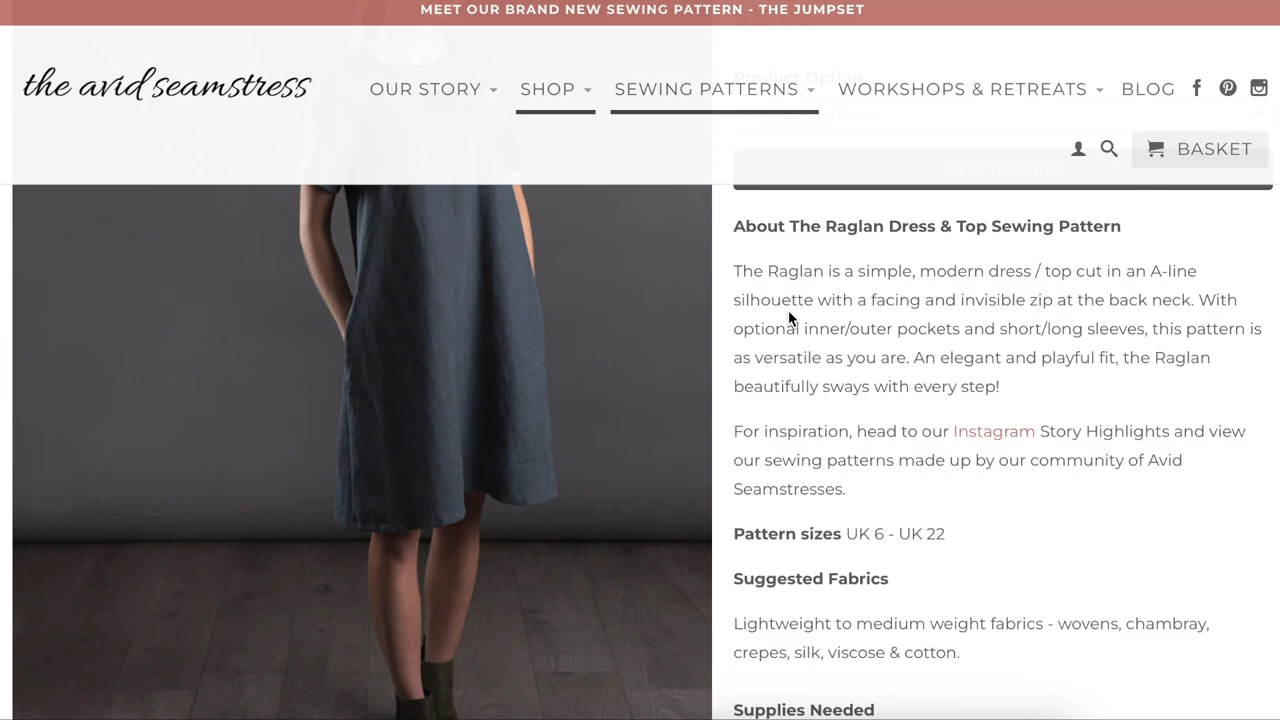 MEET OUR BRAND NEW SEWING PATTERN - THE JUMPSET
the avid seamstress
OUR STORY SHOP SEWING PATTERNS WORKSHOPS & RETREATS BLOG
Product Option
Pattern
BASKET
ADD TO CART
About The Raglan Dress & Top Sewing Pattern
The Raglan is a simple, modern dress / top cut in an A-line
silhouette with a facing and invisible zip at the back neck. With
optional inner/outer pockets and short/long sleeves, this pattern is
as versatile as you are. An elegant and playful fit, the Raglan
beautifully sways with every step!
For inspiration, head to our Instagram Story Highlights and view
our sewing patterns made up by our community of Avid
Seamstresses.
Pattern sizes UK 6 - UK 22
Suggested Fabrics
Lightweight to medium weight fabrics - wovens, chambray,
crepes, silk, viscose & cotton.
Supplies Needed